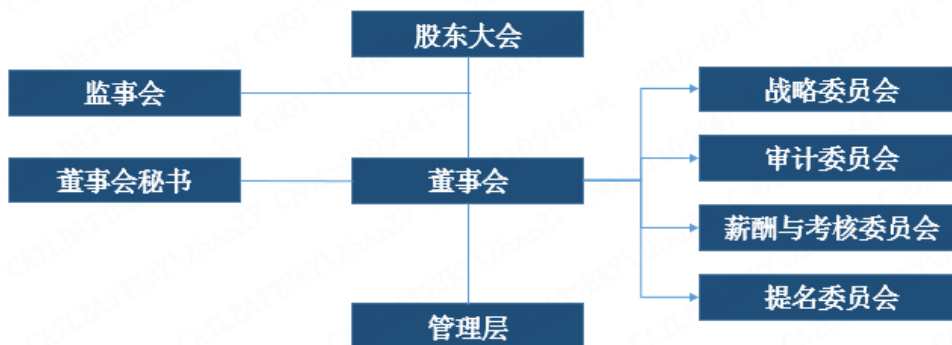 股东大会
监事会
战略委员会
审计委员会
董事会秘书
董事会
薪酬与考核委员会
提名委员会
管理层